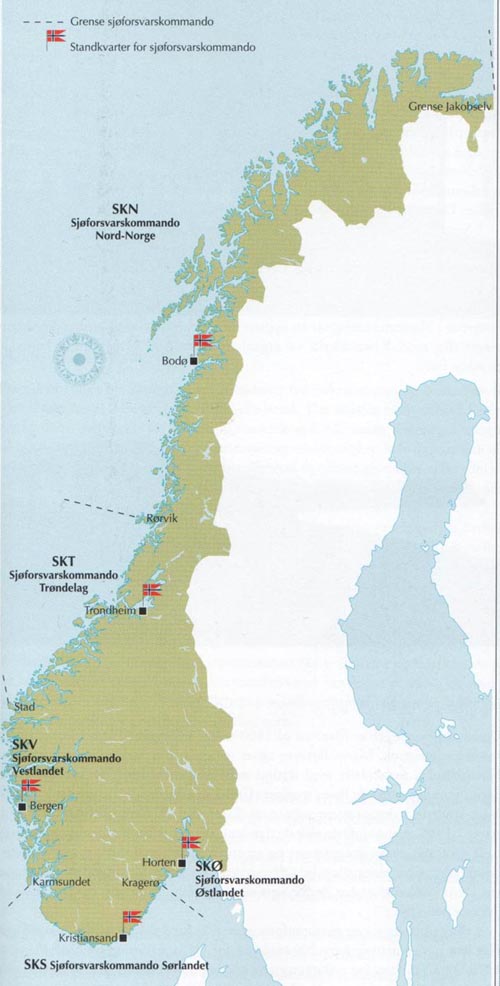 Grense sjøforsvarskommando
Standkvarter for sjøforsvarskommando
Grense Jakobselv
SKN
Sjøforsvarskommando
Nord-Norge
Bodø
Rørvik
SKT
Sjøforsvarskommando
Trøndelag
Trondheim
Stad
SKV
Sjøforsvarskommando
Vestlandet
Bergen
Horten
SKØ
Sjøforsvarskommando
Østlandet
Karmsundet
Kragerø
Kristiansand
SKS Sjøforsvarskommando Sørlandet